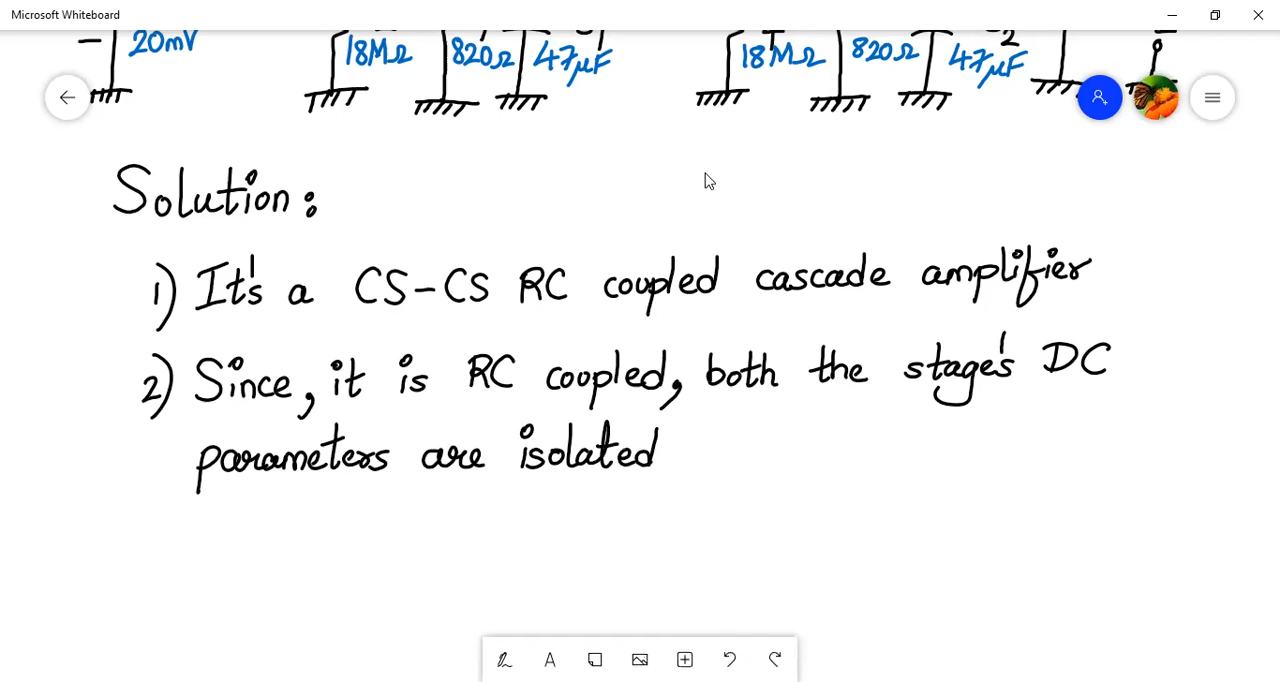 Microsoft Whiteboard
20mV
18MΩ 820Ω 47μF 18MΩ 820Ω 47μF
Solution:
1) It's a CS-CS RC coupled cascade amplifier
2) Since, it is RC coupled, both the stage's DC
parameters are isolated